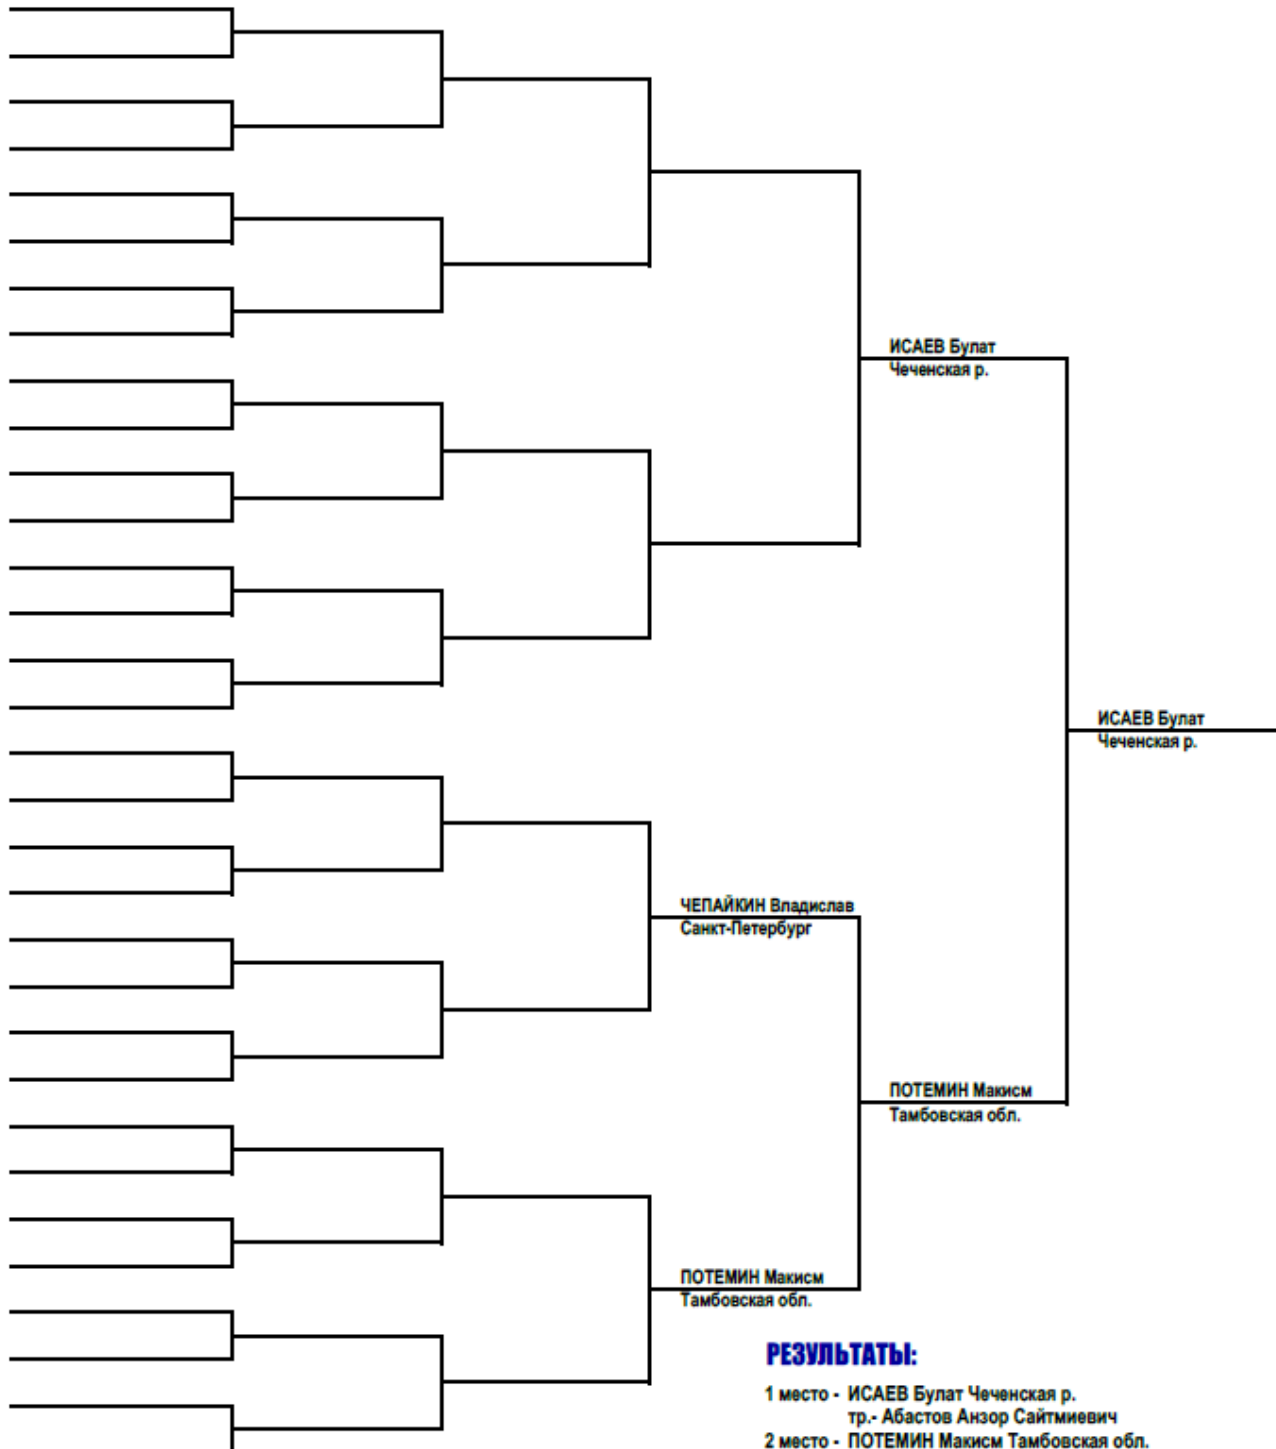 ИСАЕВ Булат
Чеченская р.
ИСАЕВ Булат
Чеченская р.
ЧЕПАЙКИН Владислав
Санкт-Петербург
ПОТЕМИН Макисм
Тамбовская обл.
ПОТЕМИН Макисм
Тамбовская обл.
РЕЗУЛЬТАТЫ:
1 место - ИСАЕВ Булат Чеченская р.
тр.- Абастов Анзор Сайтмиевич
2 место - ПОТЕМИН Макисм Тамбовская обл.